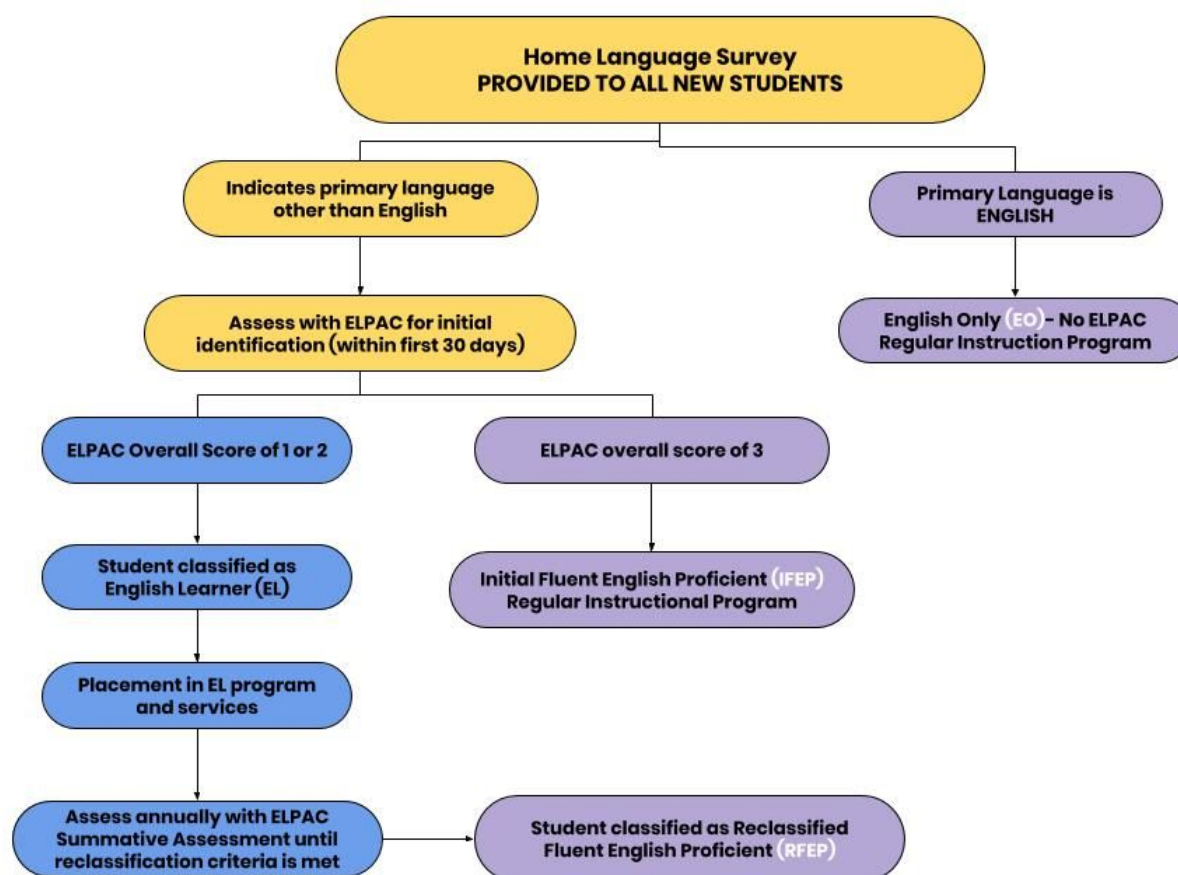 Home Language Survey
PROVIDED TO ALL NEW STUDENTS
Indicates primary language
other than English
Primary Language is
ENGLISH
Assess with ELPAC for initial
identification (within first 30 days)
English Only (EO)- No ELPAC
Regular Instruction Program
ELPAC Overall Score of 1 or 2
ELPAC overall score of 3
Student classified as
English Learner (EL)
Initial Fluent English Proficient (IFEP)
Regular Instructional Program
Placement in EL program
and services
Assess annually with ELPAC
Summative Assessment until
reclassification criteria is met
Student classified as Reclassified
Fluent English Proficient (RFEP)